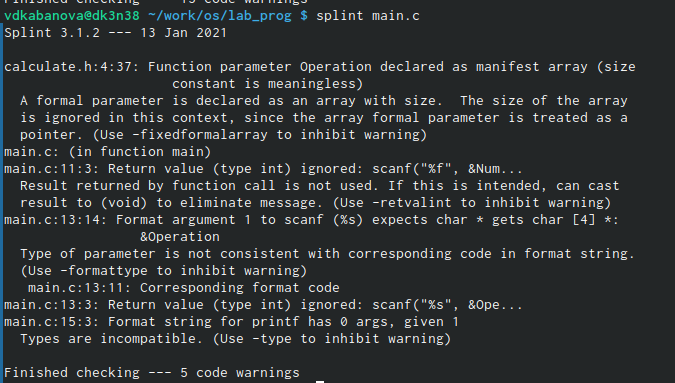 Finished checking --- 15 code warnings
vdkabanova@dk3n38 ~/work/os/lab_prog $ splint main.c
Splint 3.1.2 --- 13 Jan 2021

calculate.h:4:37: Function parameter Operation declared as manifest array (size
                     constant is meaningless)
  A formal parameter is declared as an array with size.  The size of the array
  is ignored in this context, since the array formal parameter is treated as a
  pointer. (Use -fixedformalarray to inhibit warning)
main.c: (in function main)
main.c:11:3: Return value (type int) ignored: scanf("%f", &Num...
  Result returned by function call is not used. If this is intended, can cast
  result to (void) to eliminate message. (Use -retvalint to inhibit warning)
main.c:13:14: Format argument 1 to scanf (%s) expects char * gets char [4] *:
                 &Operation
  Type of parameter is not consistent with corresponding code in format string.
  (Use -formattype to inhibit warning)
   main.c:13:11: Corresponding format code
main.c:13:3: Return value (type int) ignored: scanf("%s", &Ope...
main.c:15:3: Format string for printf has 0 args, given 1
  Types are incompatible. (Use -type to inhibit warning)

Finished checking --- 5 code warnings